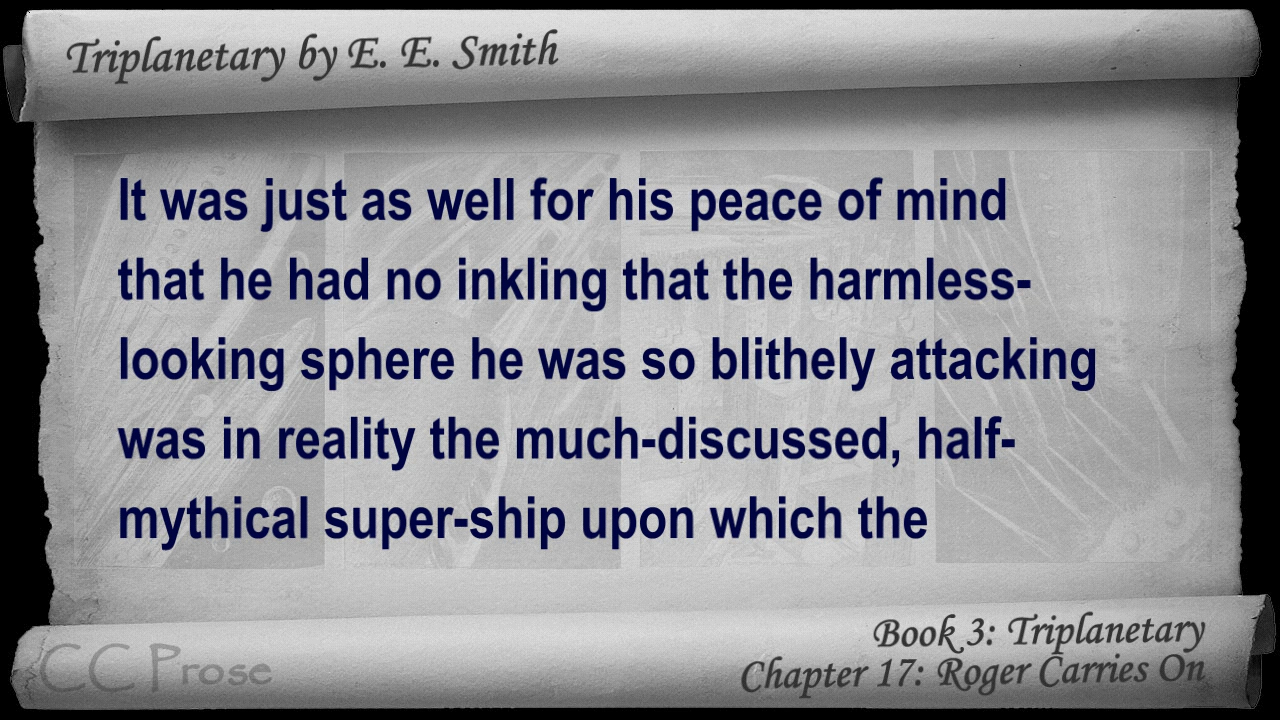 Triplanetary by E. E. Smith
It was just as well for his peace of mind
that he had no inkling that the harmless-
looking sphere he was so blithely attacking
was in reality the much-discussed, half-
mythical super-ship upon which the
Book 3: Triplanetary
Chapter 17: Roger Carries On
CC Prose